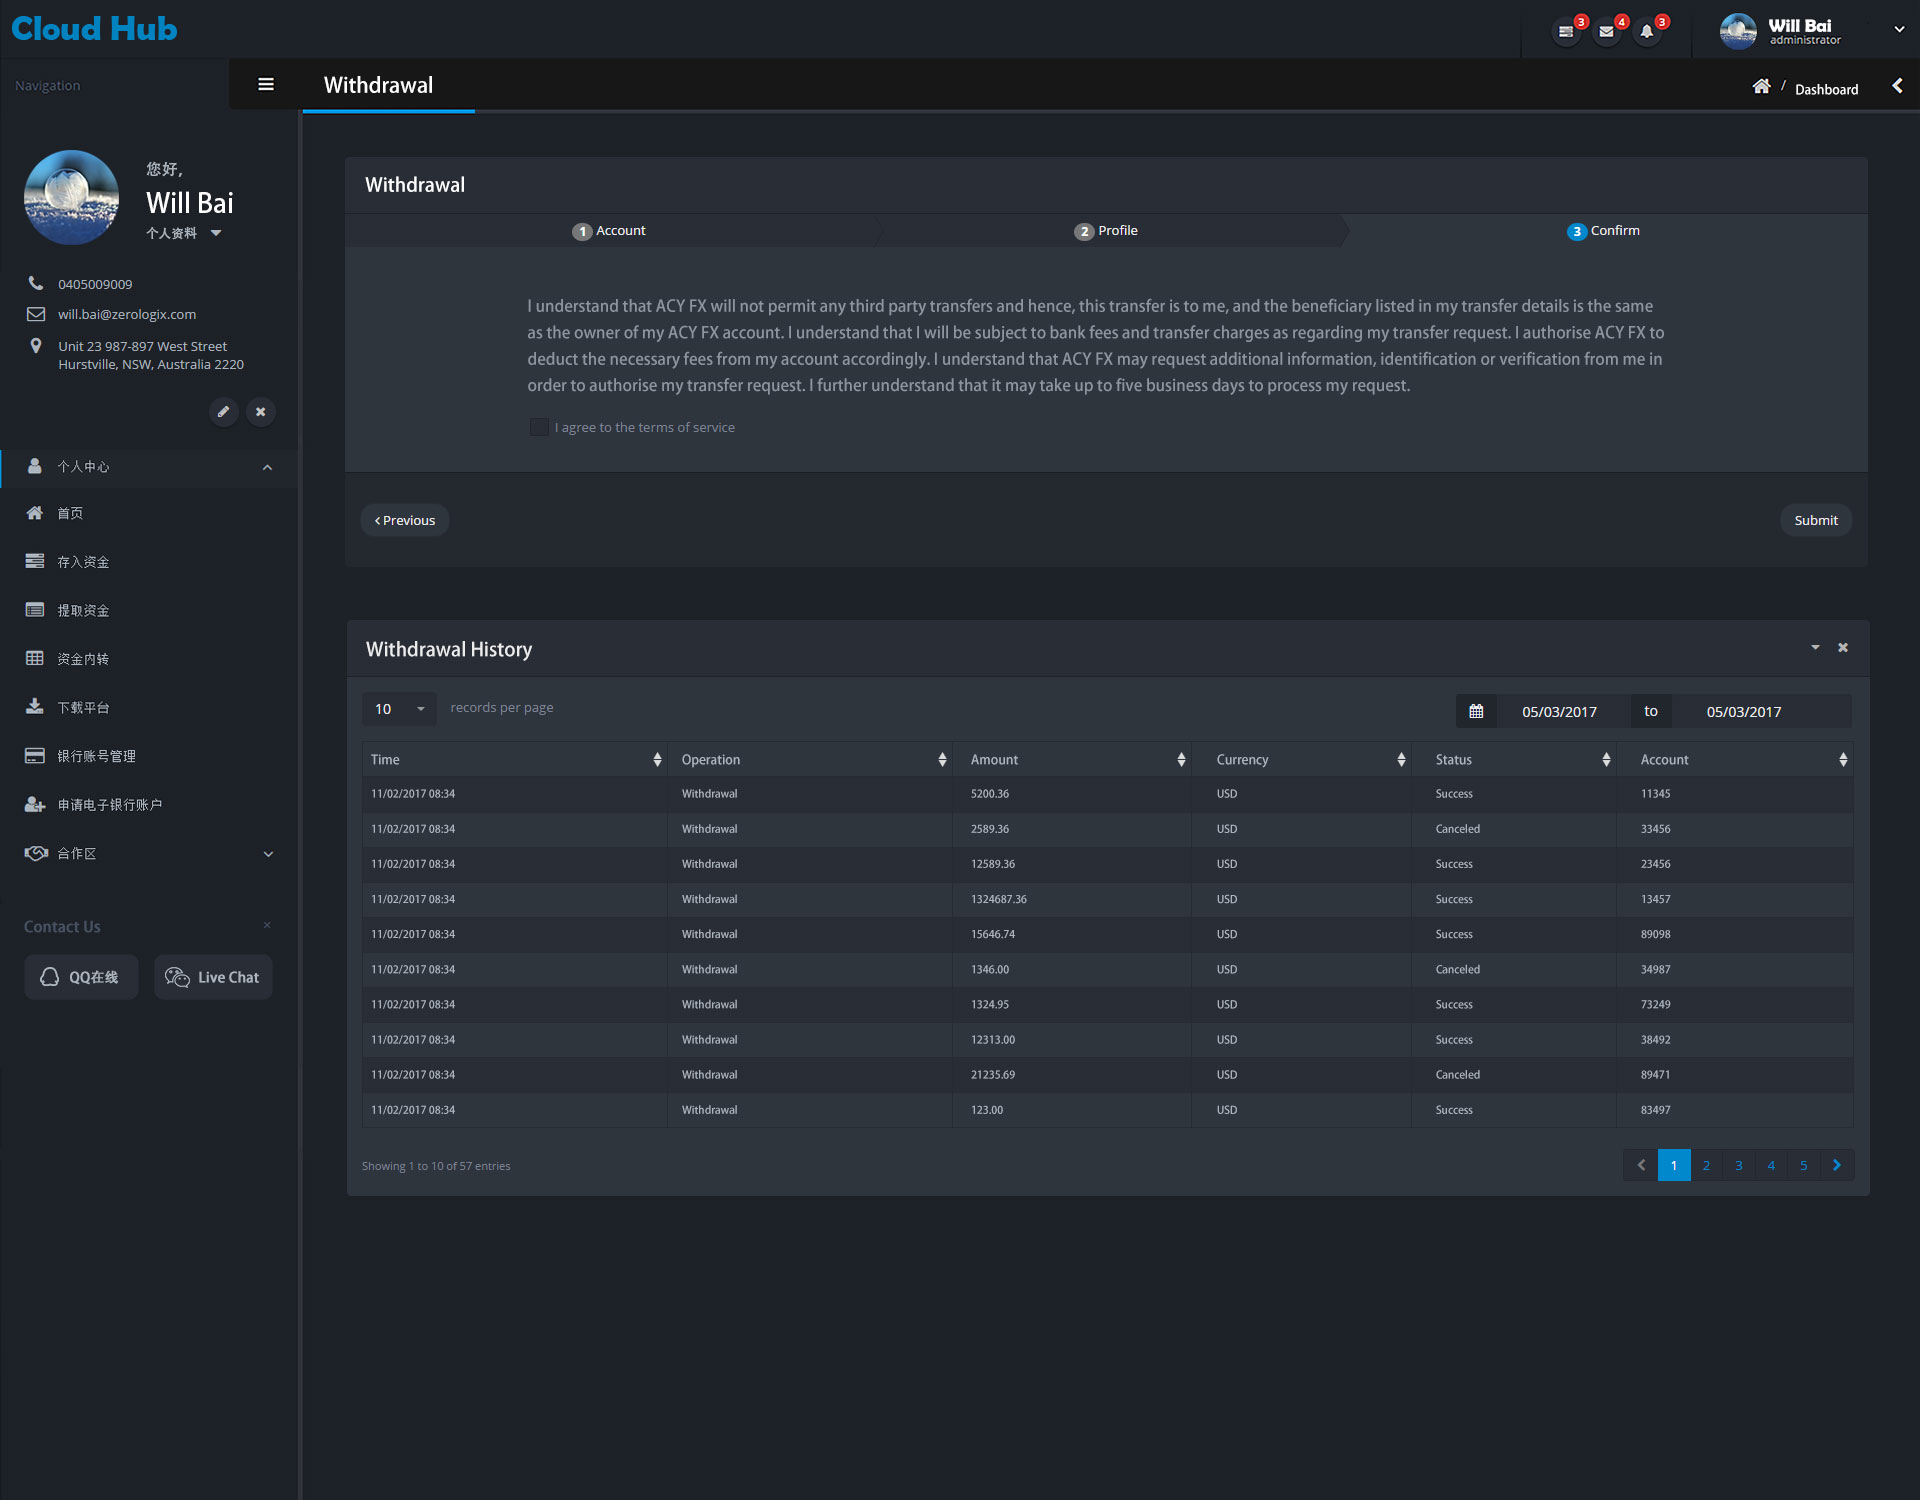 Cloud Hub
3
4
3
Will Bai
administrator
Navigation
Withdrawal
/ Dashboard
您好,
Will Bai
个人资料
0405009009
will.bai@zerologix.com
Unit 23 987-897 West Street
Hurstville, NSW, Australia 2220
个人中心
首页
存入资金
提取资金
资金内转
下载平台
银行账号管理
申请电子银行账户
合作区
Contact Us
×
QQ在线
Live Chat
Withdrawal
1 Account
2 Profile
3 Confirm
I understand that ACY FX will not permit any third party transfers and hence, this transfer is to me, and the beneficiary listed in my transfer details is the same
as the owner of my ACY FX account. I understand that I will be subject to bank fees and transfer charges as regarding my transfer request. I authorise ACY FX to
deduct the necessary fees from my account accordingly. I understand that ACY FX may request additional information, identification or verification from me in
order to authorise my transfer request. I further understand that it may take up to five business days to process my request.
I agree to the terms of service
‹ Previous
Submit
Withdrawal History
10 records per page
05/03/2017 to 05/03/2017
Time Operation Amount Currency Status Account
11/02/2017 08:34 Withdrawal 5200.36 USD Success 11345
11/02/2017 08:34 Withdrawal 2589.36 USD Canceled 33456
11/02/2017 08:34 Withdrawal 12589.36 USD Success 23456
11/02/2017 08:34 Withdrawal 1324687.36 USD Success 13457
11/02/2017 08:34 Withdrawal 15646.74 USD Success 89098
11/02/2017 08:34 Withdrawal 1346.00 USD Canceled 34987
11/02/2017 08:34 Withdrawal 1324.95 USD Success 73249
11/02/2017 08:34 Withdrawal 12313.00 USD Success 38492
11/02/2017 08:34 Withdrawal 21235.69 USD Canceled 89471
11/02/2017 08:34 Withdrawal 123.00 USD Success 83497
Showing 1 to 10 of 57 entries
1 2 3 4 5